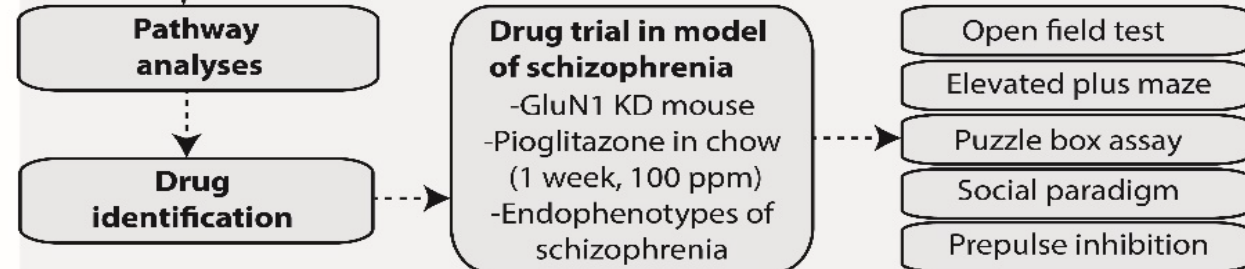 Pathway
analyses
Drug
identification
Drug trial in model
of schizophrenia
-GluN1 KD mouse
-Pioglitazone in chow
(1 week, 100 ppm)
-Endophenotypes of
schizophrenia
Open field test
Elevated plus maze
Puzzle box assay
Social paradigm
Prepulse inhibition